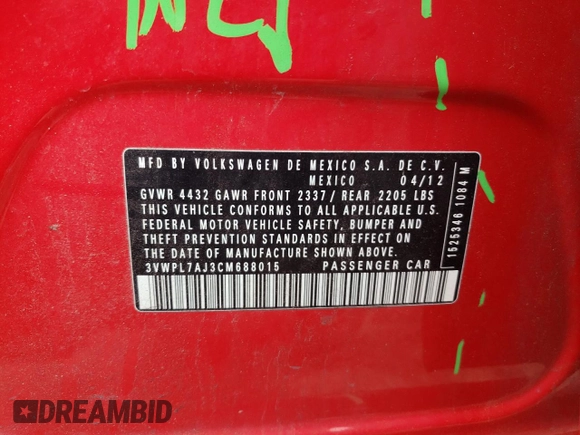 MFD BY VOLKSWAGEN DE MEXICO S.A. DE C.V.
MEXICO 04/12
GVWR 4432 GAWR FRONT 2337 / REAR 2205 LBS
THIS VEHICLE CONFORMS TO ALL APPLICABLE U.S.
FEDERAL MOTOR VEHICLE SAFETY, BUMPER AND
THEFT PREVENTION STANDARDS IN EFFECT ON
THE DATE OF MANUFACTURE SHOWN ABOVE.
3VWPL7AJ3CM688015 PASSENGER CAR
1525346 1084 M
DREAMBID